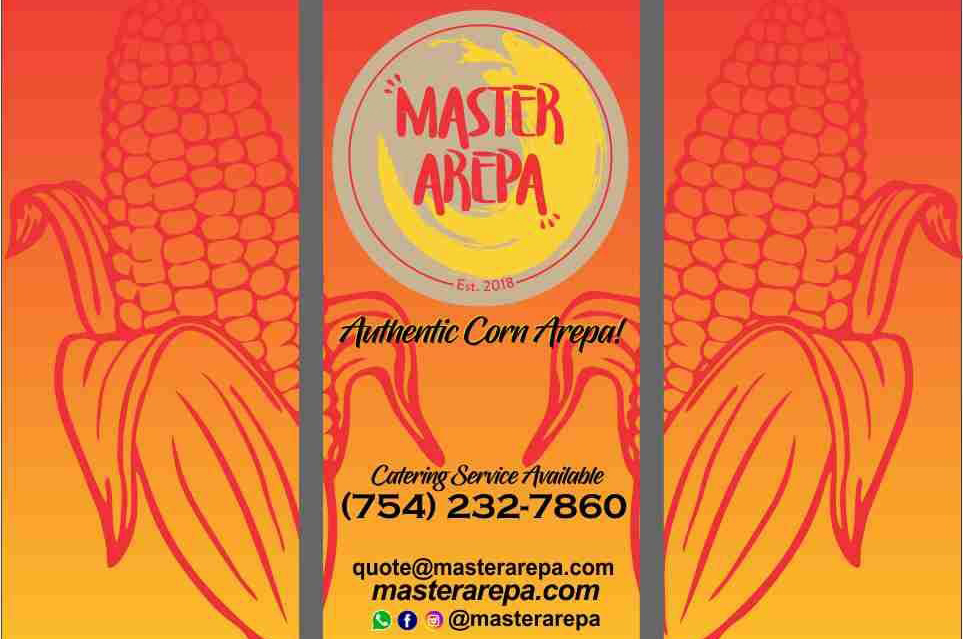 "MASTER
AREPA"
Est. 2018
Authentic Corn Arepa!
Catering Service Available
(754) 232-7860
quote@masterarepa.com
masterarepa.com
@masterarepa